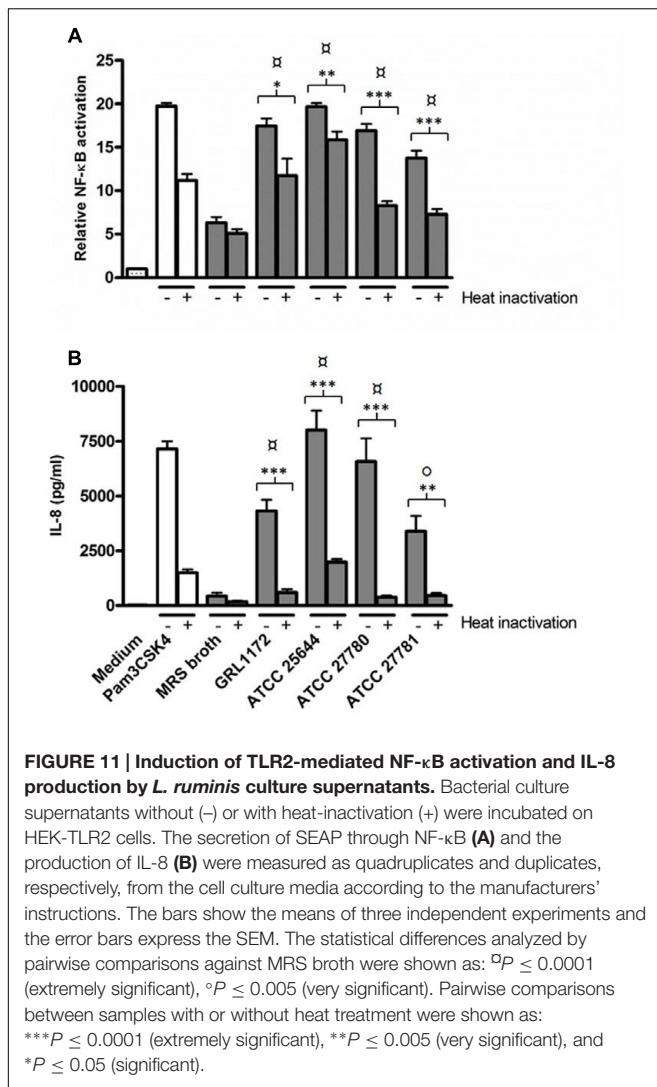 A
¤ ¤ ¤ ¤
* ** *** ***
25
20
15
10
5
0
Relative NF-κB activation
- + - + - + - + - + - + Heat inactivation
B
¤ ¤ ¤ ○
*** *** *** **
10000
7500
5000
2500
0
IL-8 (pg/ml)
- + - + - + - + - + - + Heat inactivation
Medium
Pam3CSK4
MRS broth
GRL1172
ATCC 25644
ATCC 27780
ATCC 27781
FIGURE 11 | Induction of TLR2-mediated NF-κB activation and IL-8
production by L. ruminis culture supernatants. Bacterial culture
supernatants without (–) or with heat-inactivation (+) were incubated on
HEK-TLR2 cells. The secretion of SEAP through NF-κB (A) and the
production of IL-8 (B) were measured as quadruplicates and duplicates,
respectively, from the cell culture media according to the manufacturers'
instructions. The bars show the means of three independent experiments and
the error bars express the SEM. The statistical differences analyzed by
pairwise comparisons against MRS broth were shown as: ¤P ≤ 0.0001
(extremely significant), °P ≤ 0.005 (very significant). Pairwise comparisons
between samples with or without heat treatment were shown as:
***P ≤ 0.0001 (extremely significant), **P ≤ 0.005 (very significant), and
*P ≤ 0.05 (significant).